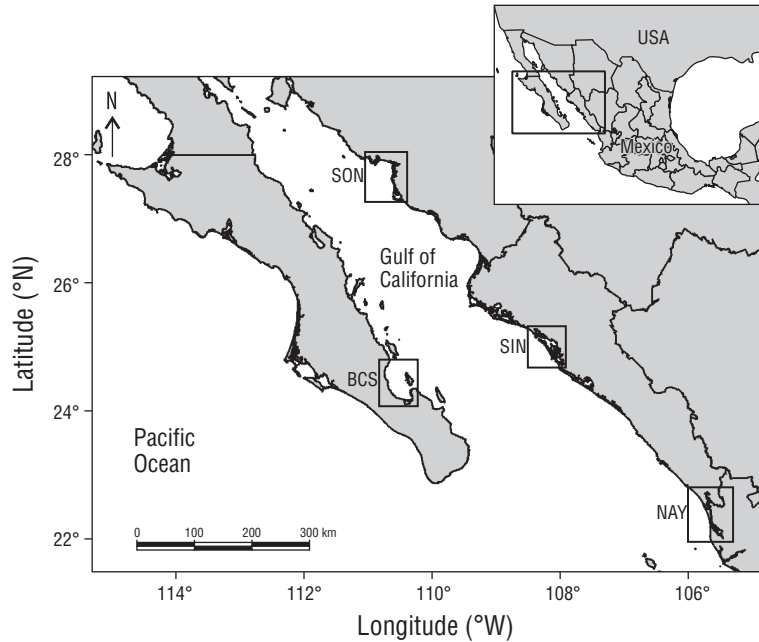 USA
Mexico
N
28°
SON
Gulf of
California
26°
Latitude (°N)
SIN
BCS
24°
Pacific
Ocean
NAY
0 100 200 300 km
22°
114° 112° 110° 108° 106°
Longitude (°W)